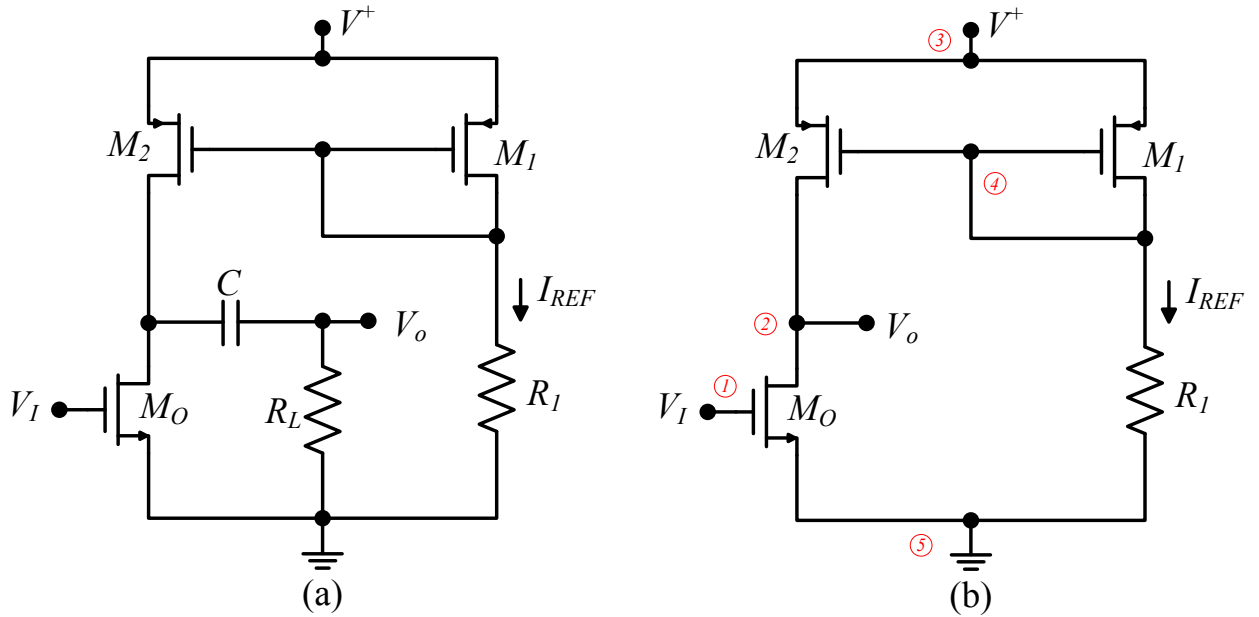 V+
M2
M1
C
IREF
Vo
VI
MO
RL
R1
(a)
③
V+
M2
M1
④
IREF
②
Vo
①
VI
MO
R1
⑤
(b)